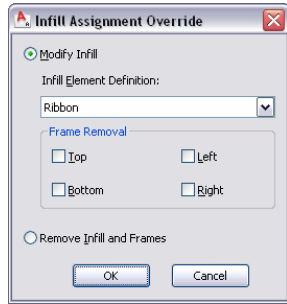 Infill Assignment Override
Modify Infill
Infill Element Definition:
Ribbon
Frame Removal
Top
Left
Bottom
Right
Remove Infill and Frames
OK
Cancel